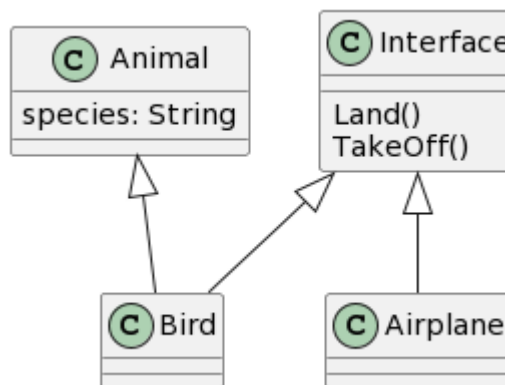 C Animal
species: String
C Interface
Land()
TakeOff()
C Bird
C Airplane